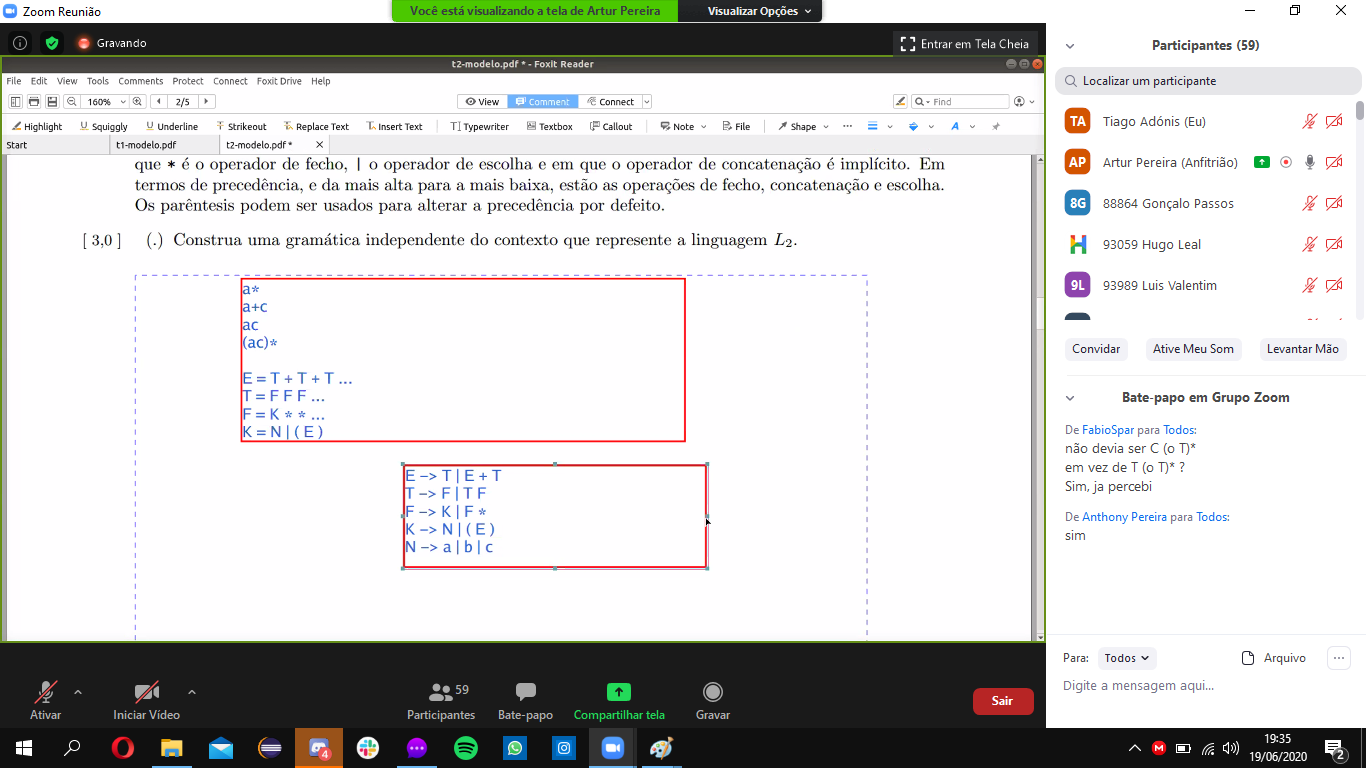 Zoom Reunião
Você está visualizando a tela de Artur Pereira
Visualizar Opções
Gravando
Entrar em Tela Cheia
t2-modelo.pdf * - Foxit Reader
File Edit View Tools Comments Protect Connect Foxit Drive Help
160% 2/5 View Comment Connect Find
Highlight Squiggly Underline Strikeout Replace Text Insert Text Typewriter Textbox Callout Note File Shape
Start t1-modelo.pdf t2-modelo.pdf *
que * é o operador de fecho, | o operador de escolha e em que o operador de concatenação é implícito. Em
termos de precedência, e da mais alta para a mais baixa, estão as operações de fecho, concatenação e escolha.
Os parêntesis podem ser usados para alterar a precedência por defeito.
[ 3,0 ] (.) Construa uma gramática independente do contexto que represente a linguagem L₂.
a*
a+c
ac
(ac)*
E = T + T + T ...
T = F F F ...
F = K * * ...
K = N | ( E )
E −> T | E + T
T −> F | T F
F −> K | F *
K −> N | ( E )
N −> a | b | c
Participantes (59)
Localizar um participante
TA Tiago Adónis (Eu)
AP Artur Pereira (Anfitrião)
8G 88864 Gonçalo Passos
93059 Hugo Leal
9L 93989 Luis Valentim
Convidar Ative Meu Som Levantar Mão
Bate-papo em Grupo Zoom
De FabioSpar para Todos:
não devia ser C (o T)*
em vez de T (o T)* ?
Sim, ja percebi
De Anthony Pereira para Todos:
sim
Para: Todos Arquivo
Digite a mensagem aqui...
Ativar
Iniciar Vídeo
59
Participantes
Bate-papo
Compartilhar tela
Gravar
Sair
4
19:35
19/06/2020
2